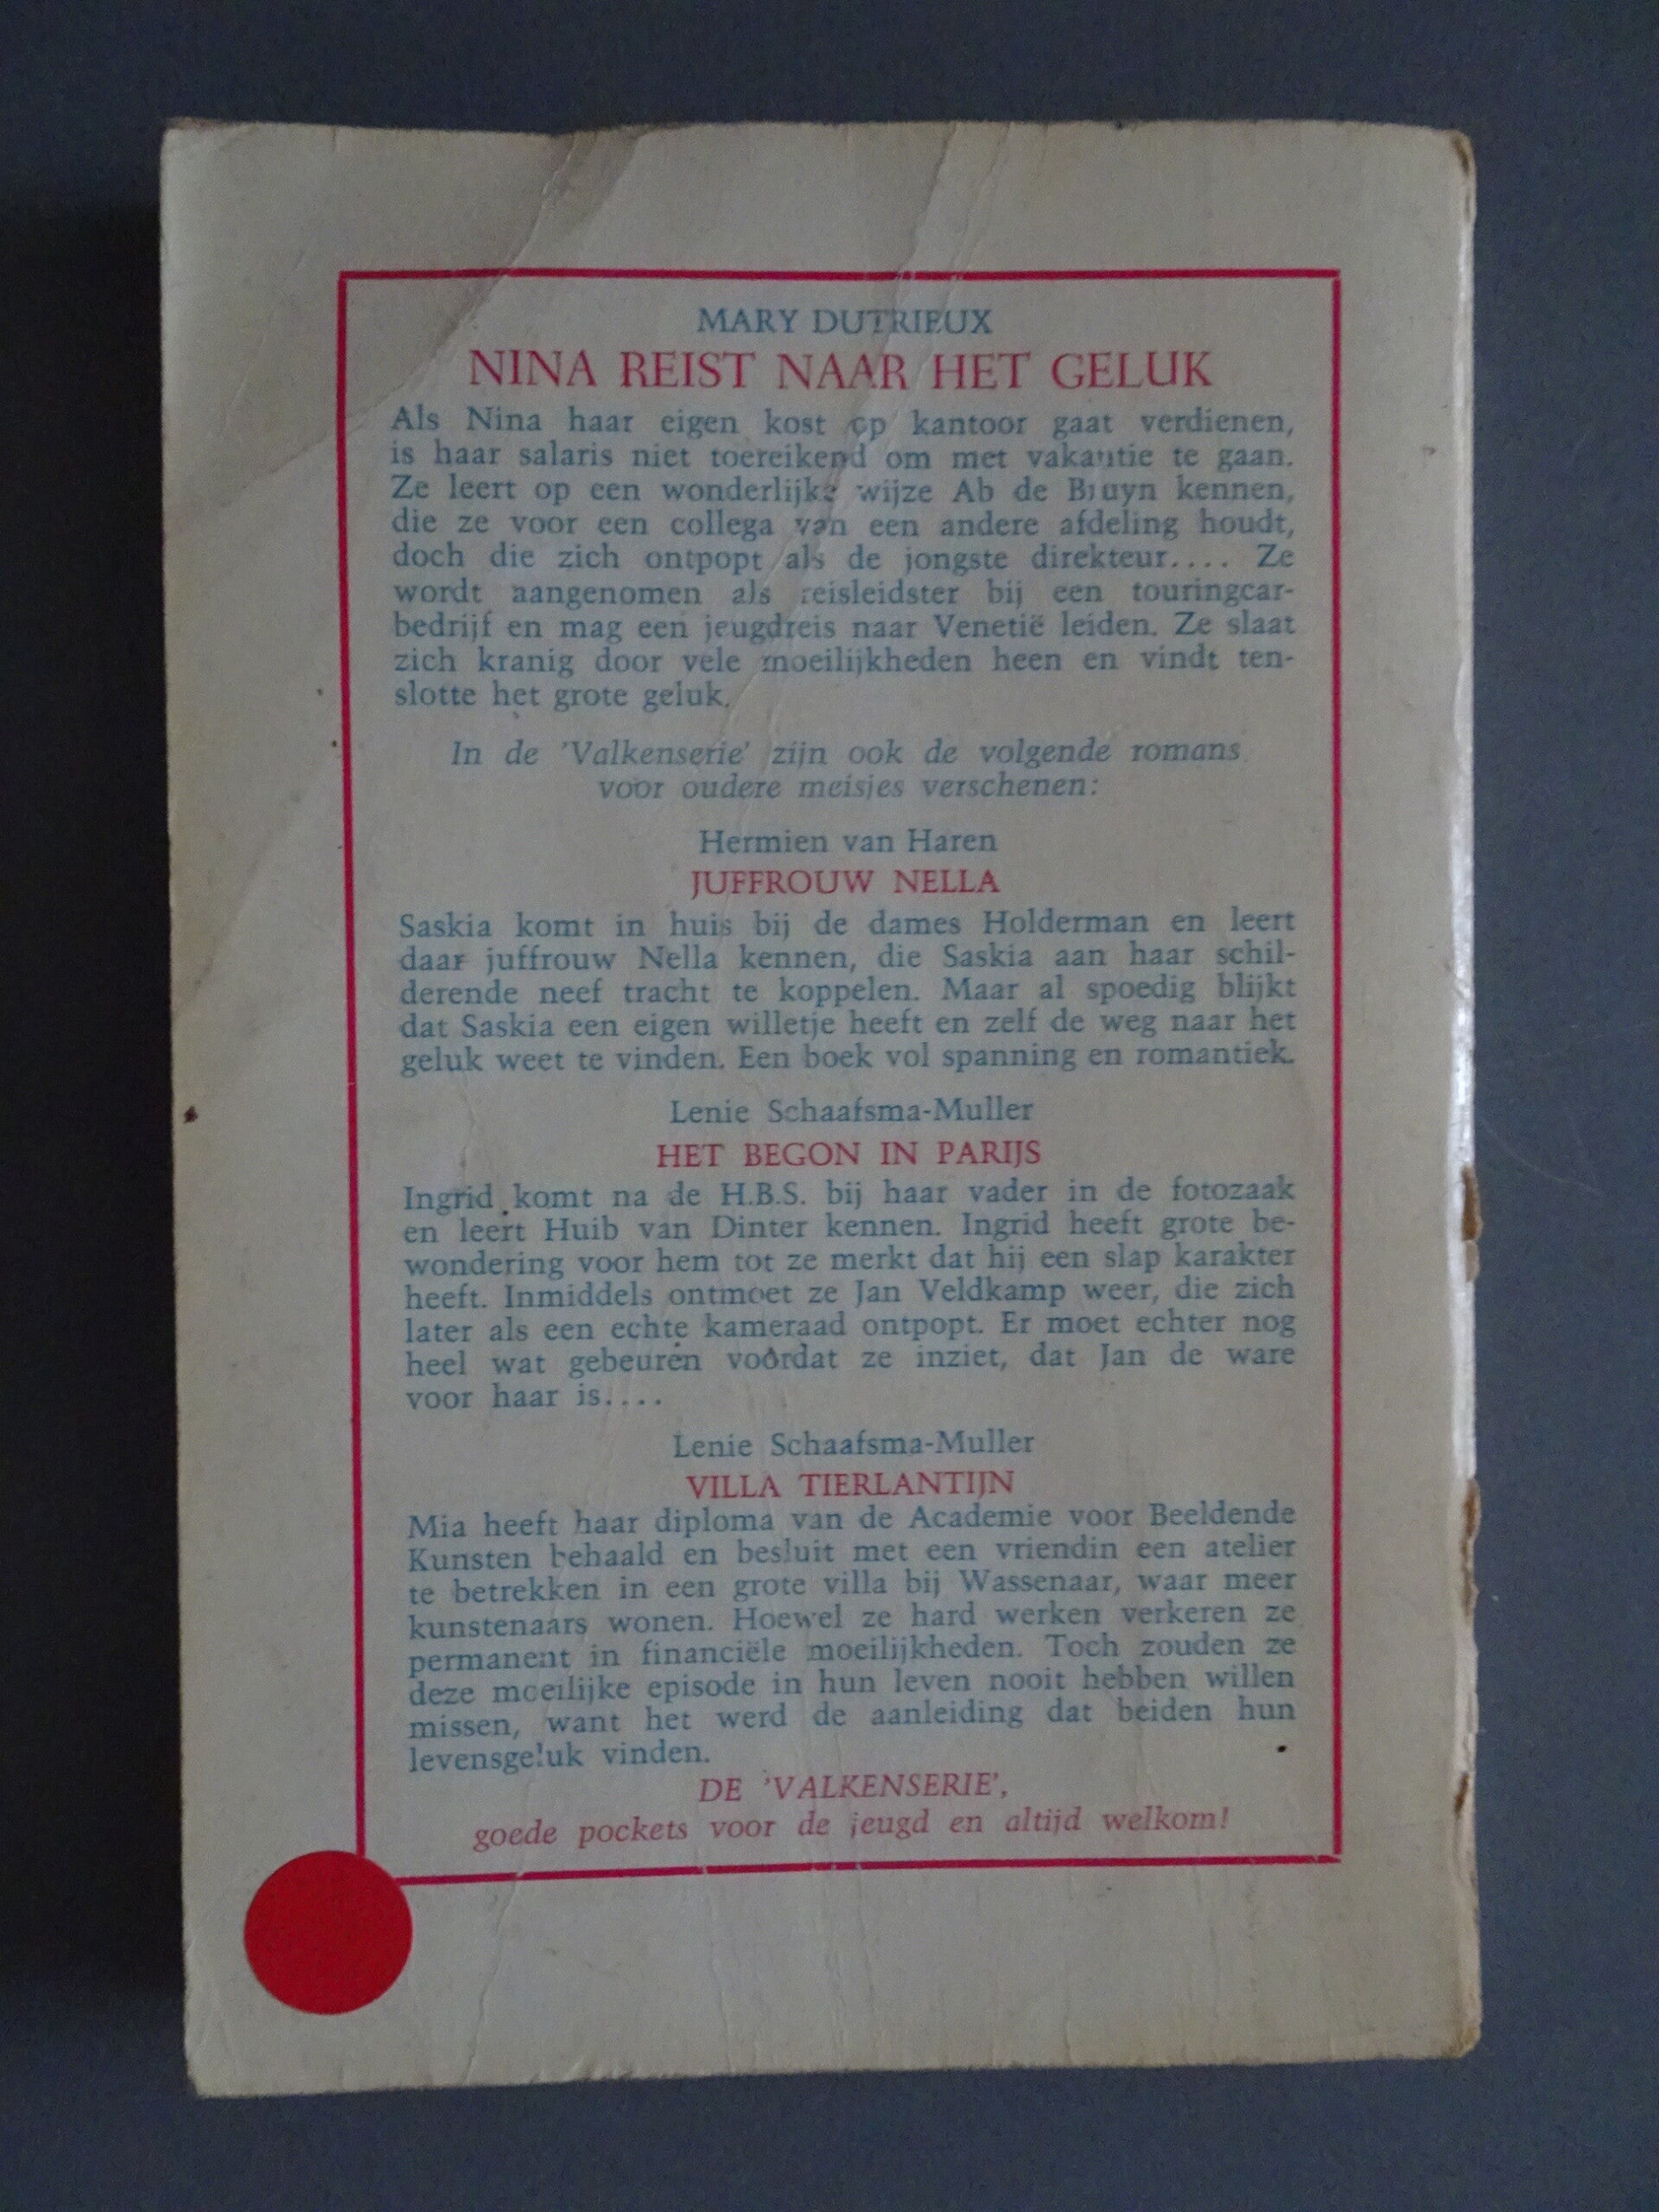 MARY DUTRIEUX
NINA REIST NAAR HET GELUK
Als Nina haar eigen kost op kantoor gaat verdienen,
is haar salaris niet toereikend om met vakantie te gaan.
Ze leert op een wonderlijke wijze Ab de Bruyn kennen,
die ze voor een collega van een andere afdeling houdt,
doch die zich ontpopt als de jongste direkteur.... Ze
wordt aangenomen als reisleidster bij een touringcar-
bedrijf en mag een jeugdreis naar Venetië leiden. Ze slaat
zich kranig door vele moeilijkheden heen en vindt ten-
slotte het grote geluk.
In de 'Valkenserie' zijn ook de volgende romans
voor oudere meisjes verschenen:
Hermien van Haren
JUFFROUW NELLA
Saskia komt in huis bij de dames Holderman en leert
daar juffrouw Nella kennen, die Saskia aan haar schil-
derende neef tracht te koppelen. Maar al spoedig blijkt
dat Saskia een eigen willetje heeft en zelf de weg naar het
geluk weet te vinden. Een boek vol spanning en romantiek.
Lenie Schaafsma-Muller
HET BEGON IN PARIJS
Ingrid komt na de H.B.S. bij haar vader in de fotozaak
en leert Huib van Dinter kennen. Ingrid heeft grote be-
wondering voor hem tot ze merkt dat hij een slap karakter
heeft. Inmiddels ontmoet ze Jan Veldkamp weer, die zich
later als een echte kameraad ontpopt. Er moet echter nog
heel wat gebeuren voordat ze inziet, dat Jan de ware
voor haar is....
Lenie Schaafsma-Muller
VILLA TIERLANTIJN
Mia heeft haar diploma van de Academie voor Beeldende
Kunsten behaald en besluit met een vriendin een atelier
te betrekken in een grote villa bij Wassenaar, waar meer
kunstenaars wonen. Hoewel ze hard werken verkeren ze
permanent in financiële moeilijkheden. Toch zouden ze
deze moeilijke episode in hun leven nooit hebben willen
missen, want het werd de aanleiding dat beiden hun
levensgeluk vinden.
DE 'VALKENSERIE',
goede pockets voor de jeugd en altijd welkom!